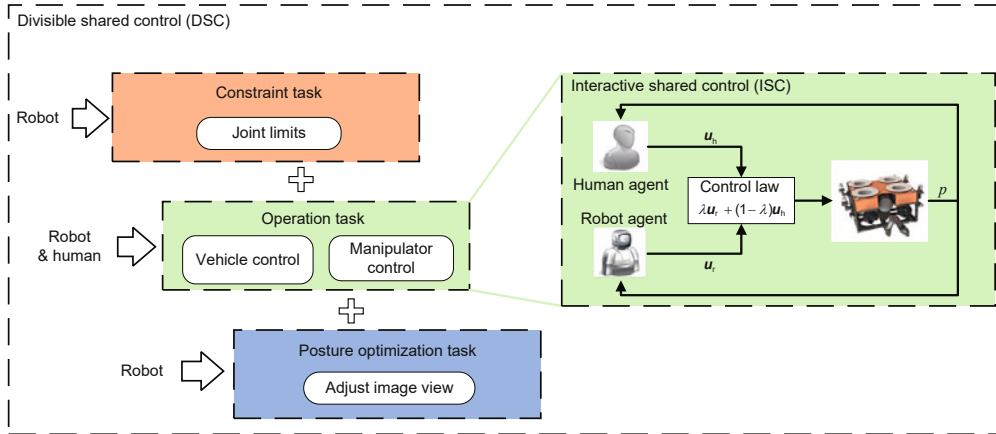 Divisible shared control (DSC)
Robot
Constraint task
Joint limits
Robot
& human
Operation task
Vehicle control
Manipulator
control
Robot
Posture optimization task
Adjust image view
Interactive shared control (ISC)
Human agent
u_h
Control law
λu_r + (1 − λ)u_h
p
Robot agent
u_r